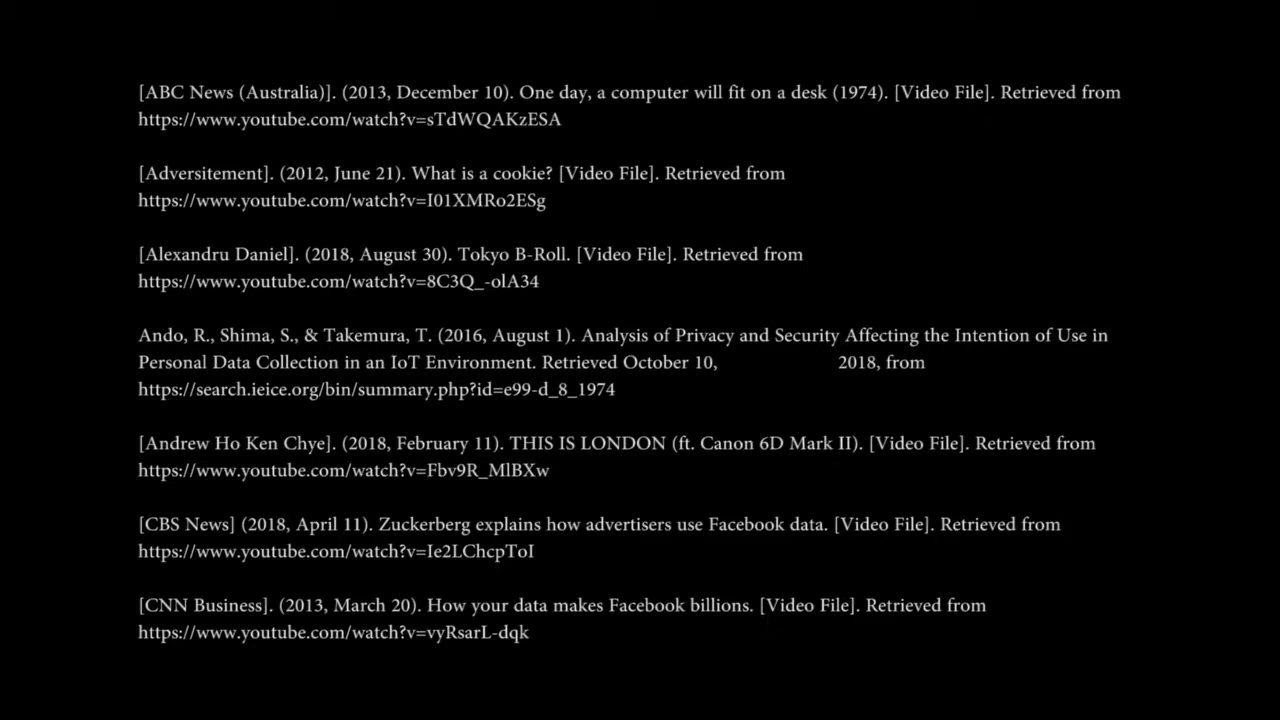 [ABC News (Australia)]. (2013, December 10). One day, a computer will fit on a desk (1974). [Video File]. Retrieved from
https://www.youtube.com/watch?v=sTdWQAKzESA
[Adversitement]. (2012, June 21). What is a cookie? [Video File]. Retrieved from
https://www.youtube.com/watch?v=I01XMRo2ESg
[Alexandru Daniel]. (2018, August 30). Tokyo B-Roll. [Video File]. Retrieved from
https://www.youtube.com/watch?v=8C3Q_-olA34
Ando, R., Shima, S., & Takemura, T. (2016, August 1). Analysis of Privacy and Security Affecting the Intention of Use in
Personal Data Collection in an IoT Environment. Retrieved October 10, 2018, from
https://search.ieice.org/bin/summary.php?id=e99-d_8_1974
[Andrew Ho Ken Chye]. (2018, February 11). THIS IS LONDON (ft. Canon 6D Mark II). [Video File]. Retrieved from
https://www.youtube.com/watch?v=Fbv9R_MlBXw
[CBS News] (2018, April 11). Zuckerberg explains how advertisers use Facebook data. [Video File]. Retrieved from
https://www.youtube.com/watch?v=Ie2LChcpToI
[CNN Business]. (2013, March 20). How your data makes Facebook billions. [Video File]. Retrieved from
https://www.youtube.com/watch?v=vyRsarL-dqk